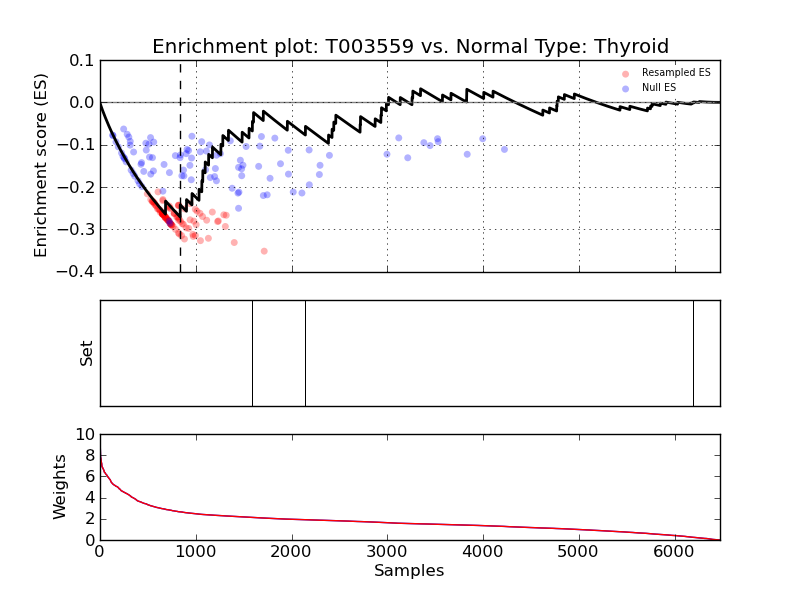 Enrichment plot: T003559 vs. Normal Type: Thyroid
Enrichment score (ES)
0.1
0.0
−0.1
−0.2
−0.3
−0.4
Resampled ES
Null ES
Set
Weights
10
8
6
4
2
0
0 1000 2000 3000 4000 5000 6000
Samples